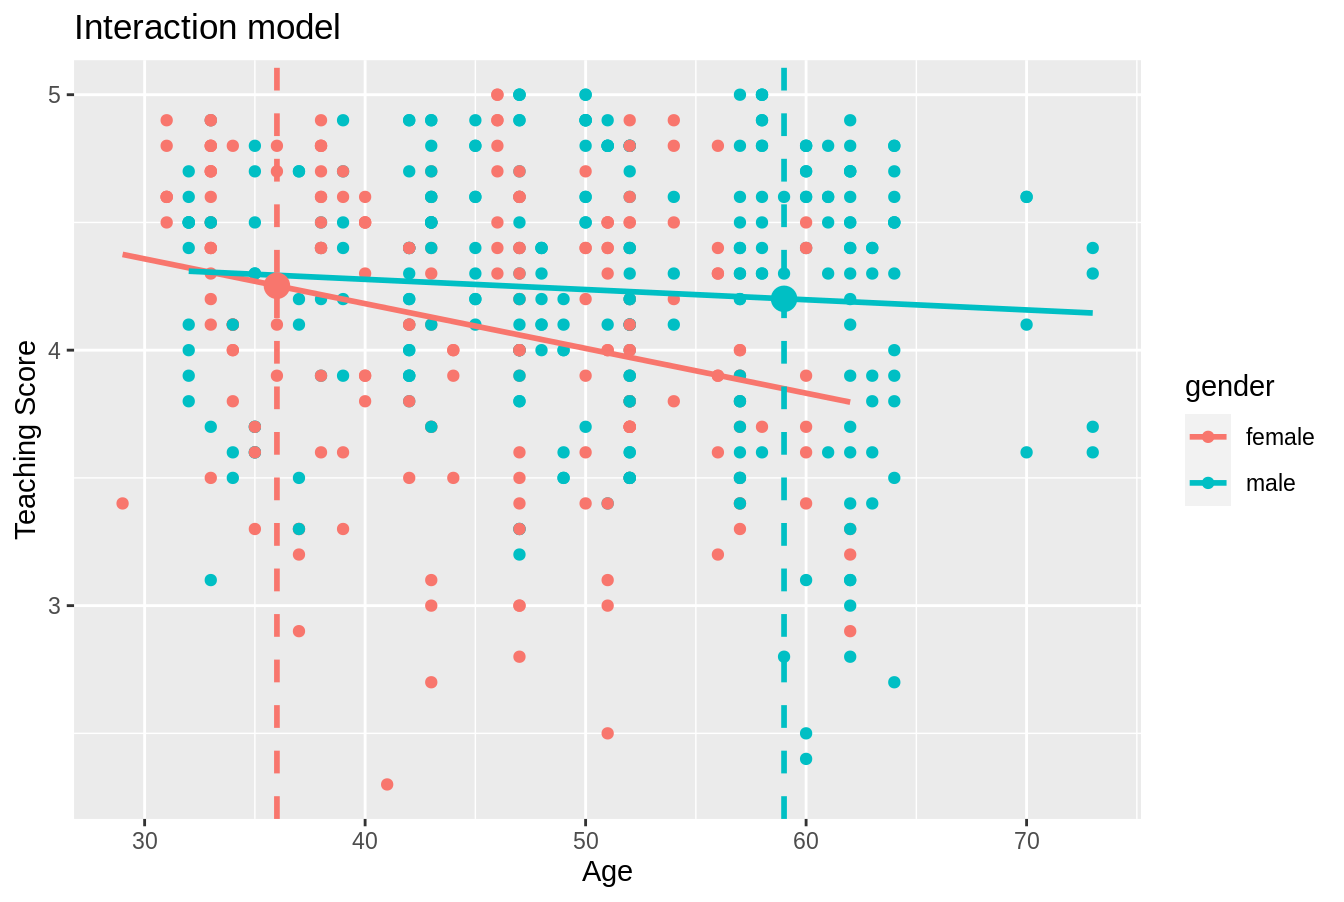 Interaction model
5
4
3
Teaching Score
30 40 50 60 70
Age
gender
female
male